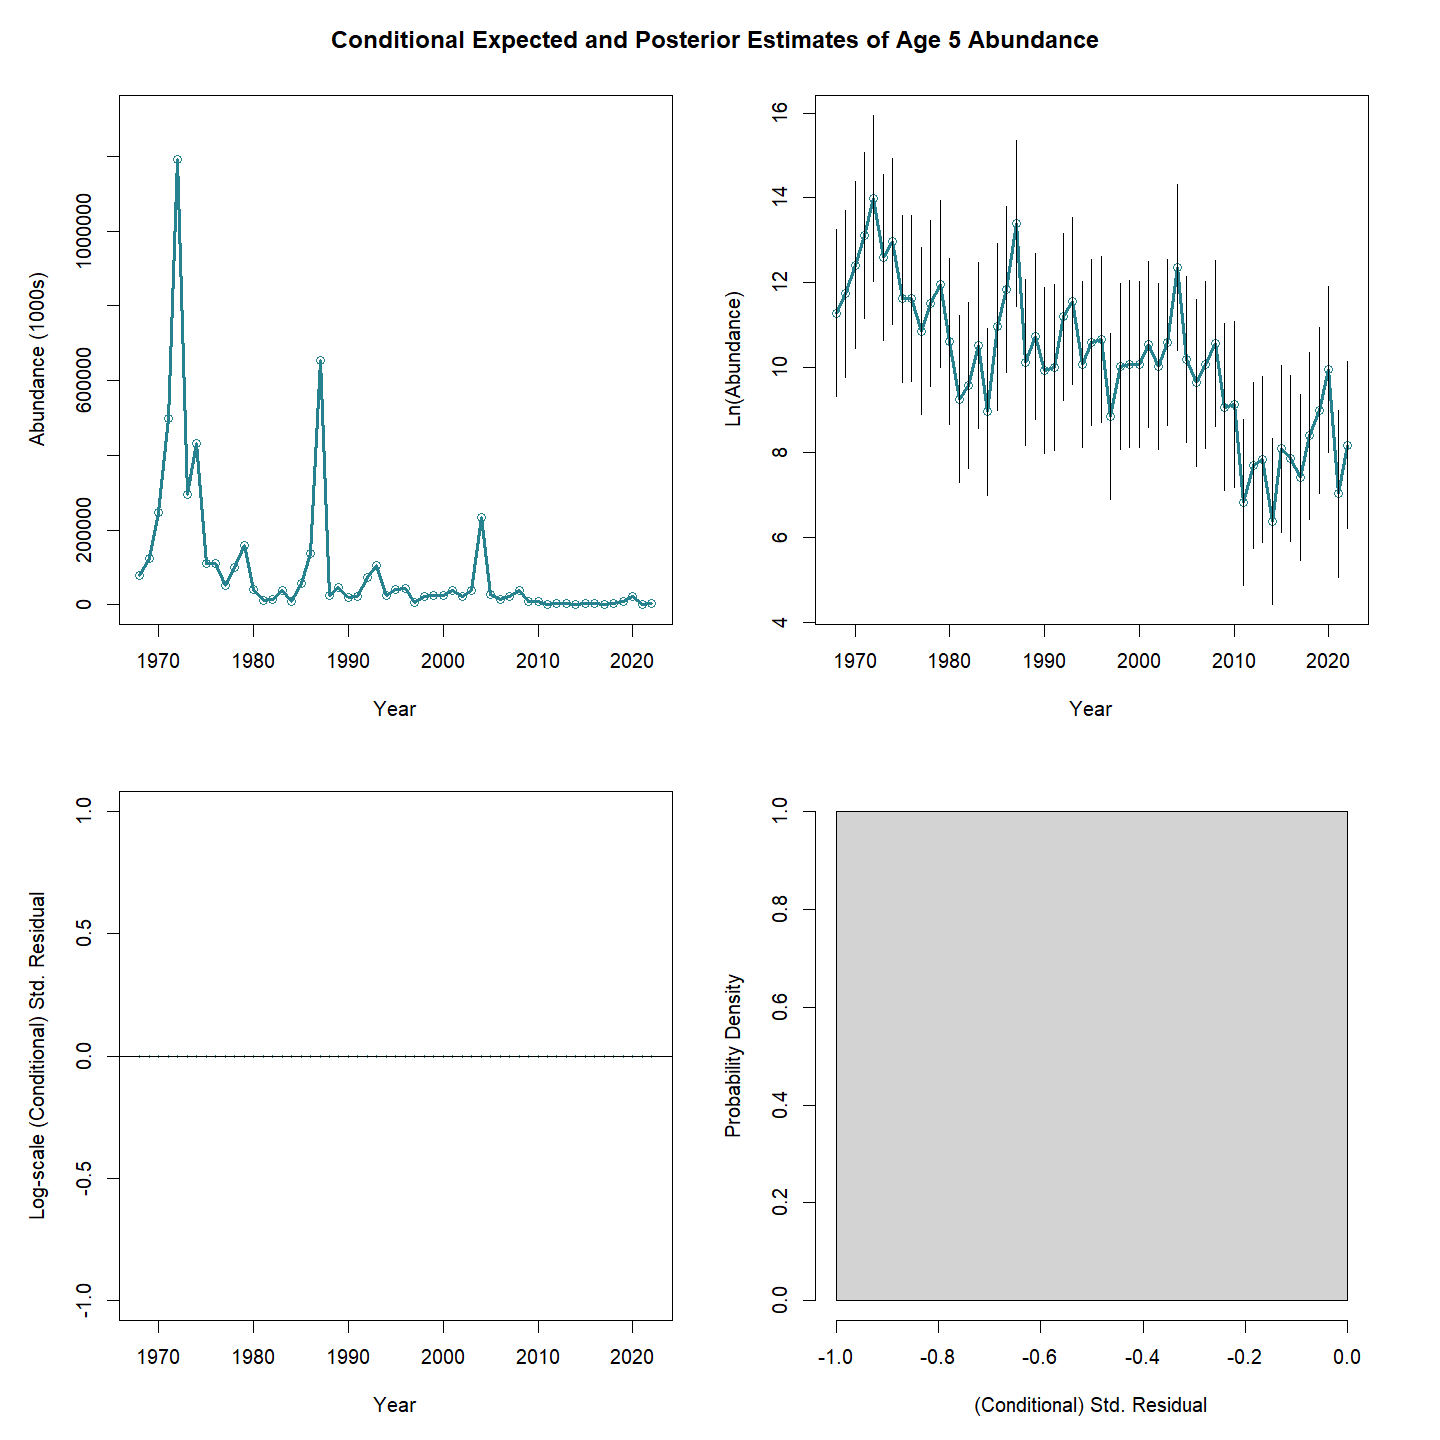 Conditional Expected and Posterior Estimates of Age 5 Abundance
Abundance (1000s)
0
200000
600000
1000000
1970 1980 1990 2000 2010 2020
Year
Ln(Abundance)
4
6
8
10
12
14
16
1970 1980 1990 2000 2010 2020
Year
Log-scale (Conditional) Std. Residual
-1.0
-0.5
0.0
0.5
1.0
1970 1980 1990 2000 2010 2020
Year
Probability Density
0.0
0.2
0.4
0.6
0.8
1.0
-1.0 -0.8 -0.6 -0.4 -0.2 0.0
(Conditional) Std. Residual